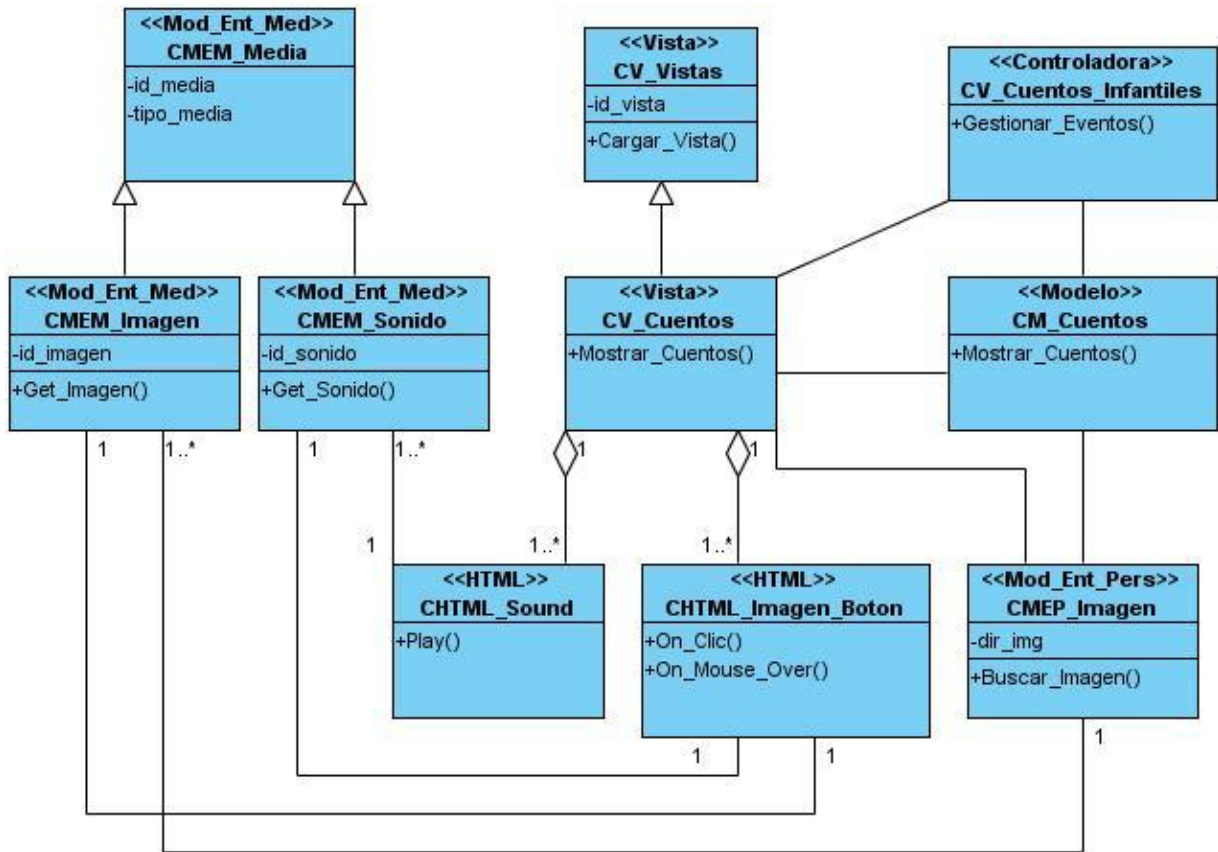 <<Mod_Ent_Med>>
CMEM_Media
-id_media
-tipo_media
<<Vista>>
CV_Vistas
-id_vista
+Cargar_Vista()
<<Controladora>>
CV_Cuentos_Infantiles
+Gestionar_Eventos()
<<Mod_Ent_Med>>
CMEM_Imagen
-id_imagen
+Get_Imagen()
<<Mod_Ent_Med>>
CMEM_Sonido
-id_sonido
+Get_Sonido()
<<Vista>>
CV_Cuentos
+Mostrar_Cuentos()
<<Modelo>>
CM_Cuentos
+Mostrar_Cuentos()
1
1..*
1
1..*
1
1
1
1..*
1..*
<<HTML>>
CHTML_Sound
+Play()
<<HTML>>
CHTML_Imagen_Boton
+On_Clic()
+On_Mouse_Over()
<<Mod_Ent_Pers>>
CMEP_Imagen
-dir_img
+Buscar_Imagen()
1
1
1